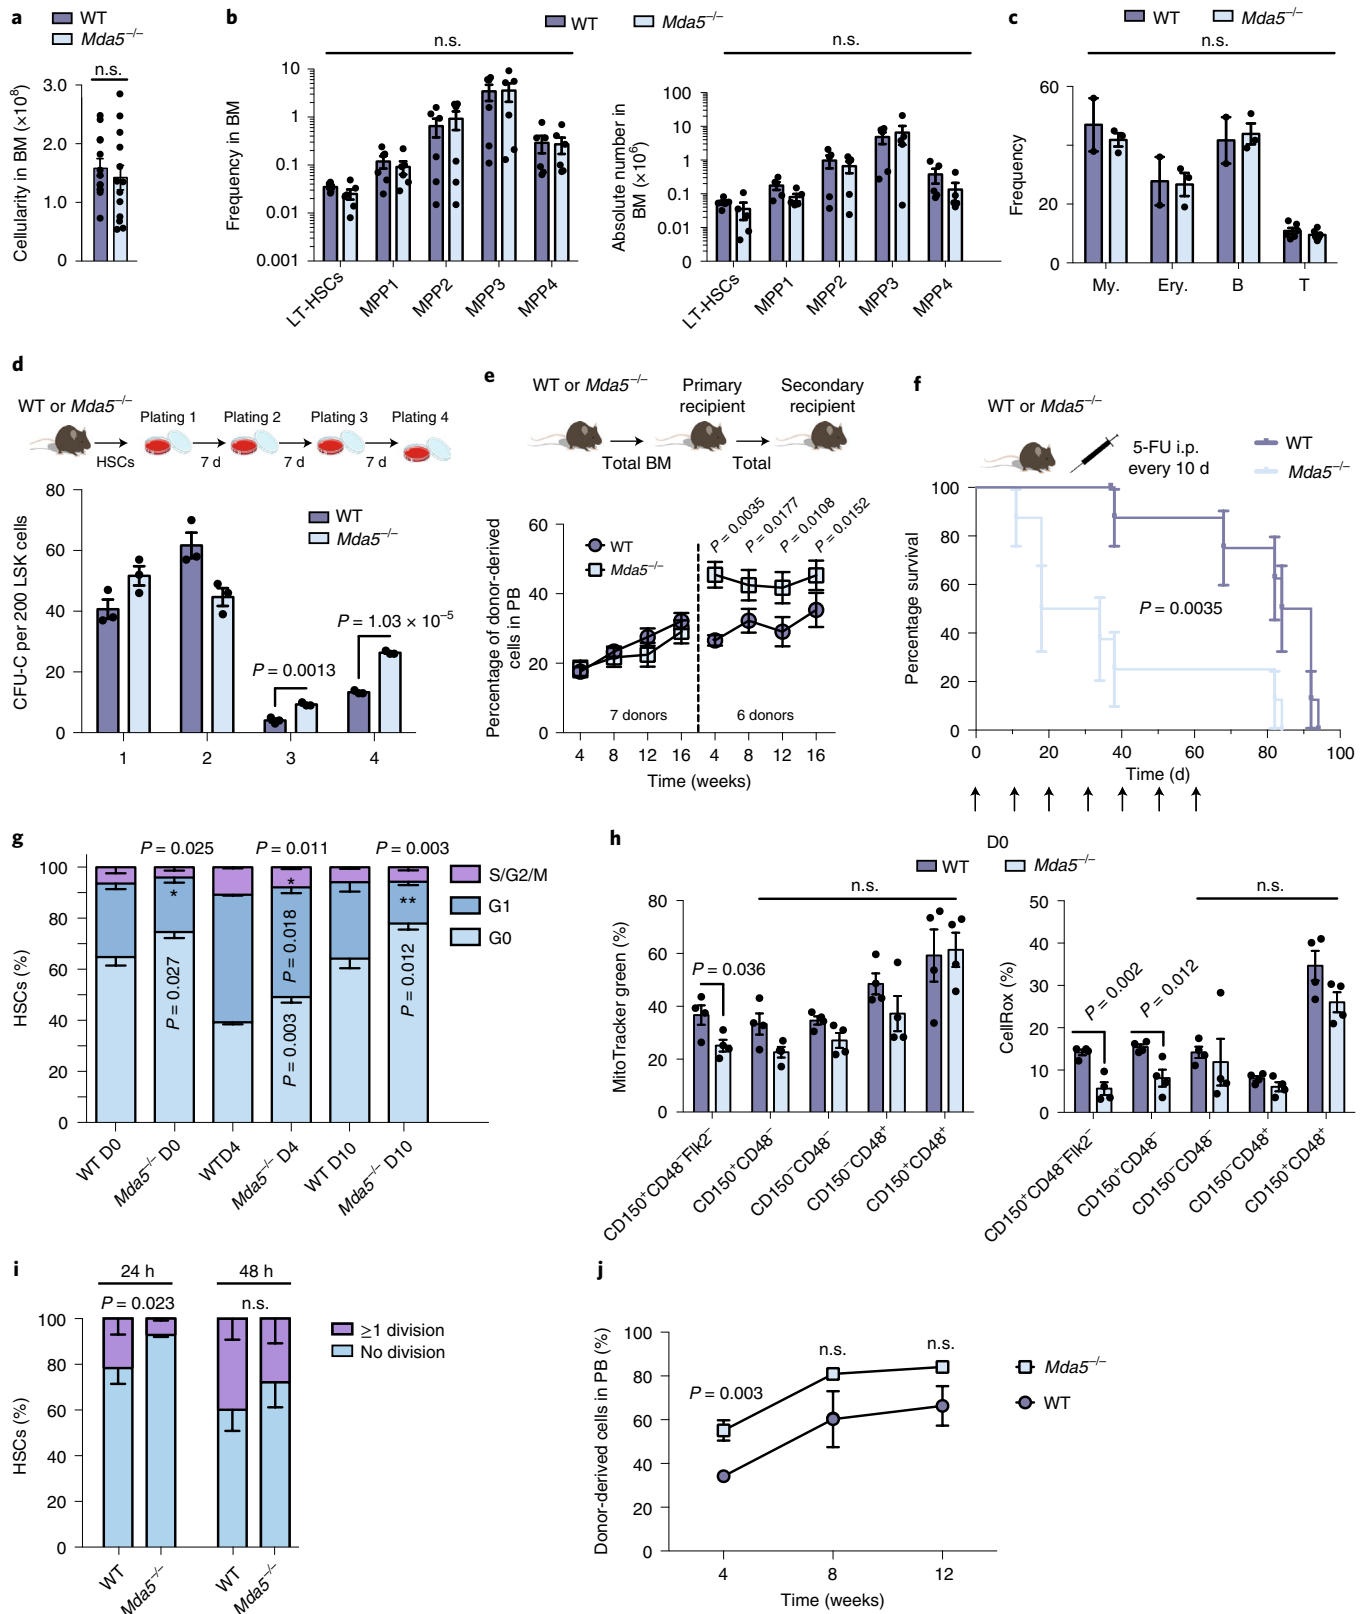 a
WT
Mda5–/–
n.s.
Cellularity in BM (×10⁸)
3.0
2.0
1.0
0
b
WT
Mda5–/–
n.s.
Frequency in BM
10
1
0.1
0.01
0.001
LT-HSCs
MPP1
MPP2
MPP3
MPP4
n.s.
Absolute number in
BM (×10⁶)
100
10
1
0.1
0.01
0
LT-HSCs
MPP1
MPP2
MPP3
MPP4
c
WT
Mda5–/–
n.s.
Frequency
60
40
20
0
My.
Ery.
B
T
d
WT or Mda5–/–
Plating 1
Plating 2
Plating 3
Plating 4
HSCs
7 d
7 d
7 d
CFU-C per 200 LSK cells
80
60
40
20
0
WT
Mda5–/–
P = 0.0013
P = 1.03 × 10⁻⁵
1
2
3
4
e
WT or Mda5–/–
Primary
recipient
Secondary
recipient
Total BM
Total
Percentage of donor-derived
cells in PB
60
40
20
0
WT
Mda5–/–
P = 0.0035
P = 0.0177
P = 0.0108
P = 0.0152
7 donors
6 donors
4
8
12
16
4
8
12
16
Time (weeks)
f
WT or Mda5–/–
5-FU i.p.
every 10 d
WT
Mda5–/–
Percentage survival
100
80
60
40
20
0
P = 0.0035
0
20
40
60
80
100
Time (d)
g
P = 0.025
P = 0.011
P = 0.003
HSCs (%)
100
80
60
40
20
0
*
P = 0.027
*
P = 0.018
P = 0.003
**
P = 0.012
S/G2/M
G1
G0
WT D0
Mda5–/– D0
WTD4
Mda5–/– D4
WT D10
Mda5–/– D10
h
D0
WT
Mda5–/–
n.s.
MitoTracker green (%)
80
60
40
20
0
P = 0.036
CD150⁺CD48⁻Flk2⁻
CD150⁺CD48⁻
CD150⁻CD48⁻
CD150⁻CD48⁺
CD150⁺CD48⁺
n.s.
CellRox (%)
50
40
30
20
10
0
P = 0.002
P = 0.012
CD150⁺CD48⁻Flk2⁻
CD150⁺CD48⁻
CD150⁻CD48⁻
CD150⁻CD48⁺
CD150⁺CD48⁺
i
24 h
48 h
P = 0.023
n.s.
HSCs (%)
100
80
60
40
20
0
≥1 division
No division
WT
Mda5–/–
WT
Mda5–/–
j
Donor-derived cells in PB (%)
100
80
60
40
20
0
P = 0.003
n.s.
n.s.
Mda5–/–
WT
4
8
12
Time (weeks)